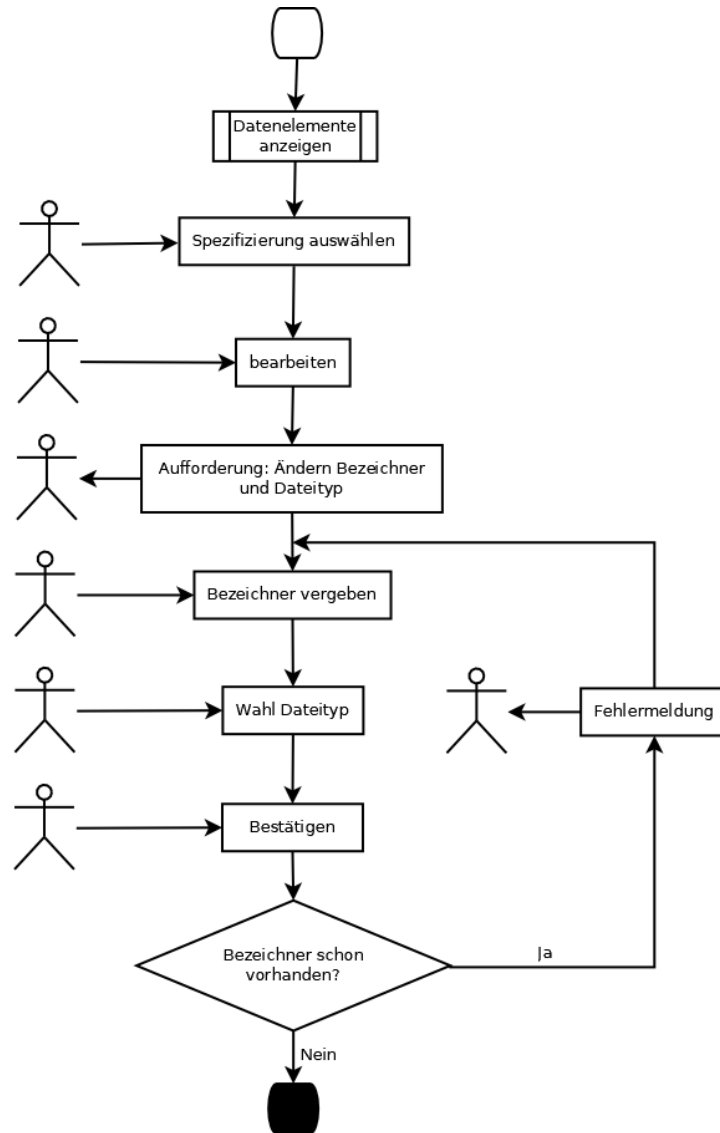 Datenelemente
anzeigen
Spezifizierung auswählen
bearbeiten
Aufforderung: Ändern Bezeichner
und Dateityp
Bezeichner vergeben
Wahl Dateityp
Fehlermeldung
Bestätigen
Bezeichner schon
vorhanden?
Ja
Nein